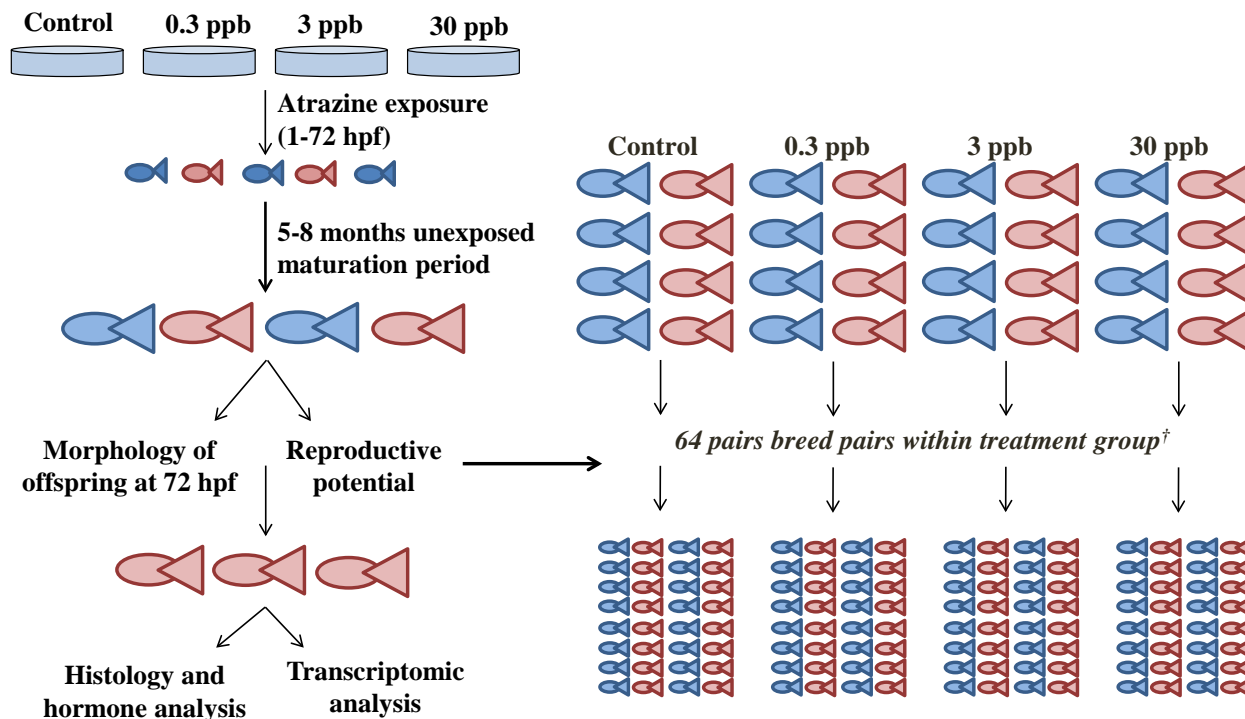 Control
0.3 ppb
3 ppb
30 ppb
Atrazine exposure
(1-72 hpf)
5-8 months unexposed
maturation period
Morphology of
offspring at 72 hpf
Reproductive
potential
Histology and
hormone analysis
Transcriptomic
analysis
Control
0.3 ppb
3 ppb
30 ppb
64 pairs breed pairs within treatment group†